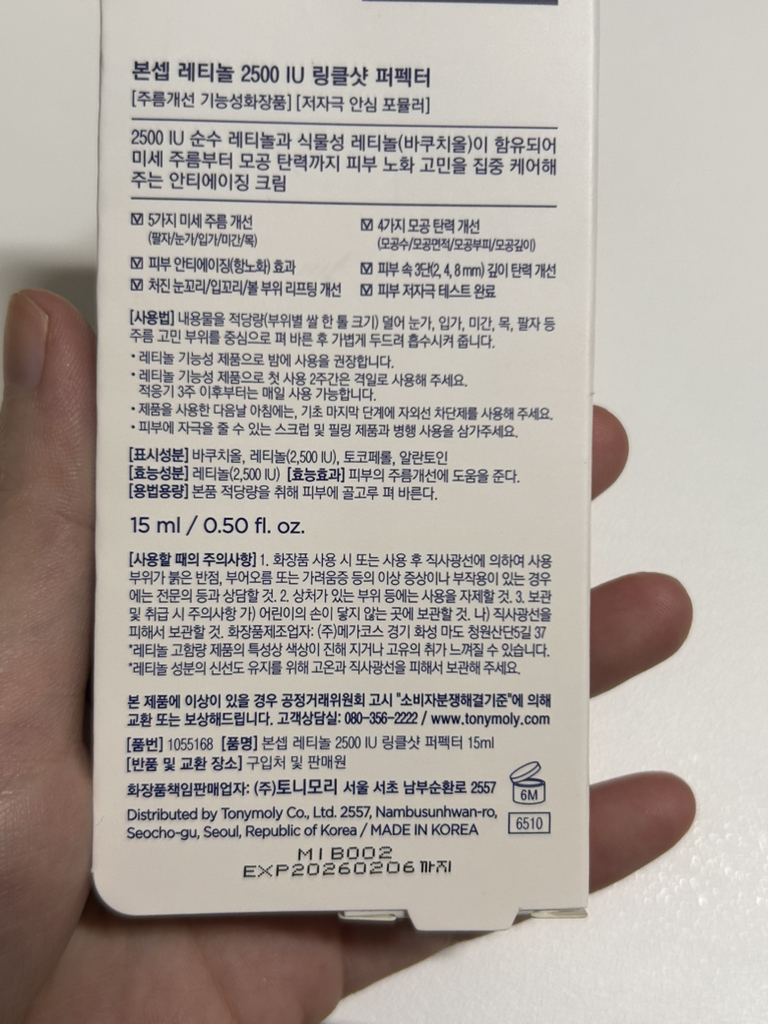 본셉 레티놀 2500 IU 링클샷 퍼펙터
[주름개선 기능성화장품] [저자극 안심 포뮬러]
2500 IU 순수 레티놀과 식물성 레티놀(바쿠치올)이 함유되어
미세 주름부터 모공 탄력까지 피부 노화 고민을 집중 케어해
주는 안티에이징 크림
☑ 5가지 미세 주름 개선
(팔자/눈가/입가/미간/목)
☑ 4가지 모공 탄력 개선
(모공수/모공면적/모공부피/모공깊이)
☑ 피부 안티에이징(항노화) 효과
☑ 피부 속 3단(2, 4, 8 mm) 깊이 탄력 개선
☑ 처진 눈꼬리/입꼬리/볼 부위 리프팅 개선
☑ 피부 저자극 테스트 완료
[사용법] 내용물을 적당량(부위별 쌀 한 톨 크기) 덜어 눈가, 입가, 미간, 목, 팔자 등
주름 고민 부위를 중심으로 펴 바른 후 가볍게 두드려 흡수시켜 줍니다.
• 레티놀 기능성 제품으로 밤에 사용을 권장합니다.
• 레티놀 기능성 제품으로 첫 사용 2주간은 격일로 사용해 주세요.
적응기 3주 이후부터는 매일 사용 가능합니다.
• 제품을 사용한 다음날 아침에는, 기초 마지막 단계에 자외선 차단제를 사용해 주세요.
• 피부에 자극을 줄 수 있는 스크럽 및 필링 제품과 병행 사용을 삼가주세요.
[표시성분] 바쿠치올, 레티놀(2,500 IU), 토코페롤, 알란토인
[효능성분] 레티놀(2,500 IU) [효능효과] 피부의 주름개선에 도움을 준다.
[용법용량] 본품 적당량을 취해 피부에 골고루 펴 바른다.
15 ml / 0.50 fl. oz.
[사용할 때의 주의사항] 1. 화장품 사용 시 또는 사용 후 직사광선에 의하여 사용
부위가 붉은 반점, 부어오름 또는 가려움증 등의 이상 증상이나 부작용이 있는 경우
에는 전문의 등과 상담할 것. 2. 상처가 있는 부위 등에는 사용을 자제할 것. 3. 보관
및 취급 시 주의사항 가) 어린이의 손이 닿지 않는 곳에 보관할 것. 나) 직사광선을
피해서 보관할 것. 화장품제조업자: (주)메가코스 경기 화성 마도 청원산단5길 37
*레티놀 고함량 제품의 특성상 색상이 진해 지거나 고유의 취가 느껴질 수 있습니다.
*레티놀 성분의 신선도 유지를 위해 고온과 직사광선을 피해서 보관해 주세요.
본 제품에 이상이 있을 경우 공정거래위원회 고시 "소비자분쟁해결기준"에 의해
교환 또는 보상해드립니다. 고객상담실: 080-356-2222 / www.tonymoly.com
[품번] 1055168 [품명] 본셉 레티놀 2500 IU 링클샷 퍼펙터 15ml
[반품 및 교환 장소] 구입처 및 판매원
화장품책임판매업자: (주)토니모리 서울 서초 남부순환로 2557
Distributed by Tonymoly Co., Ltd. 2557, Nambusunhwan-ro,
Seocho-gu, Seoul, Republic of Korea / MADE IN KOREA
6M
6510
MIB002
EXP20260206까지